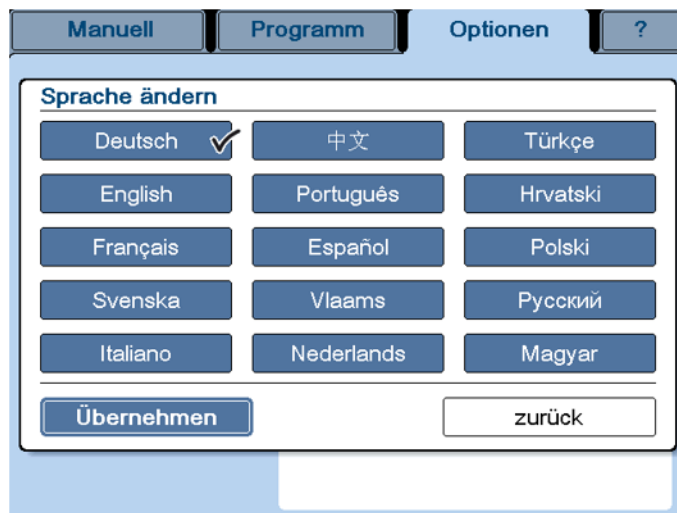 Manuell Programm Optionen ?
Sprache ändern
Deutsch 中文 Türkçe
English Português Hrvatski
Français Español Polski
Svenska Vlaams Русский
Italiano Nederlands Magyar
Übernehmen zurück